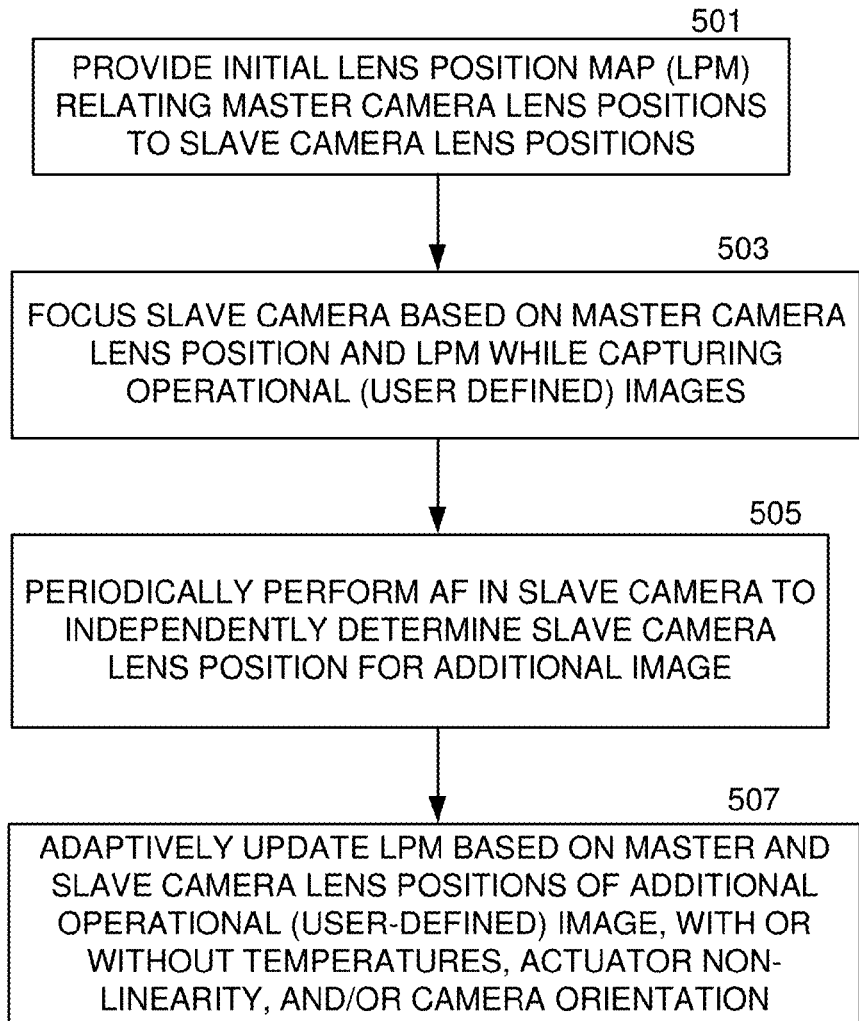 501
PROVIDE INITIAL LENS POSITION MAP (LPM)
RELATING MASTER CAMERA LENS POSITIONS
TO SLAVE CAMERA LENS POSITIONS
503
FOCUS SLAVE CAMERA BASED ON MASTER CAMERA
LENS POSITION AND LPM WHILE CAPTURING
OPERATIONAL (USER DEFINED) IMAGES
505
PERIODICALLY PERFORM AF IN SLAVE CAMERA TO
INDEPENDENTLY DETERMINE SLAVE CAMERA
LENS POSITION FOR ADDITIONAL IMAGE
507
ADAPTIVELY UPDATE LPM BASED ON MASTER AND
SLAVE CAMERA LENS POSITIONS OF ADDITIONAL
OPERATIONAL (USER-DEFINED) IMAGE, WITH OR
WITHOUT TEMPERATURES, ACTUATOR NON-
LINEARITY, AND/OR CAMERA ORIENTATION